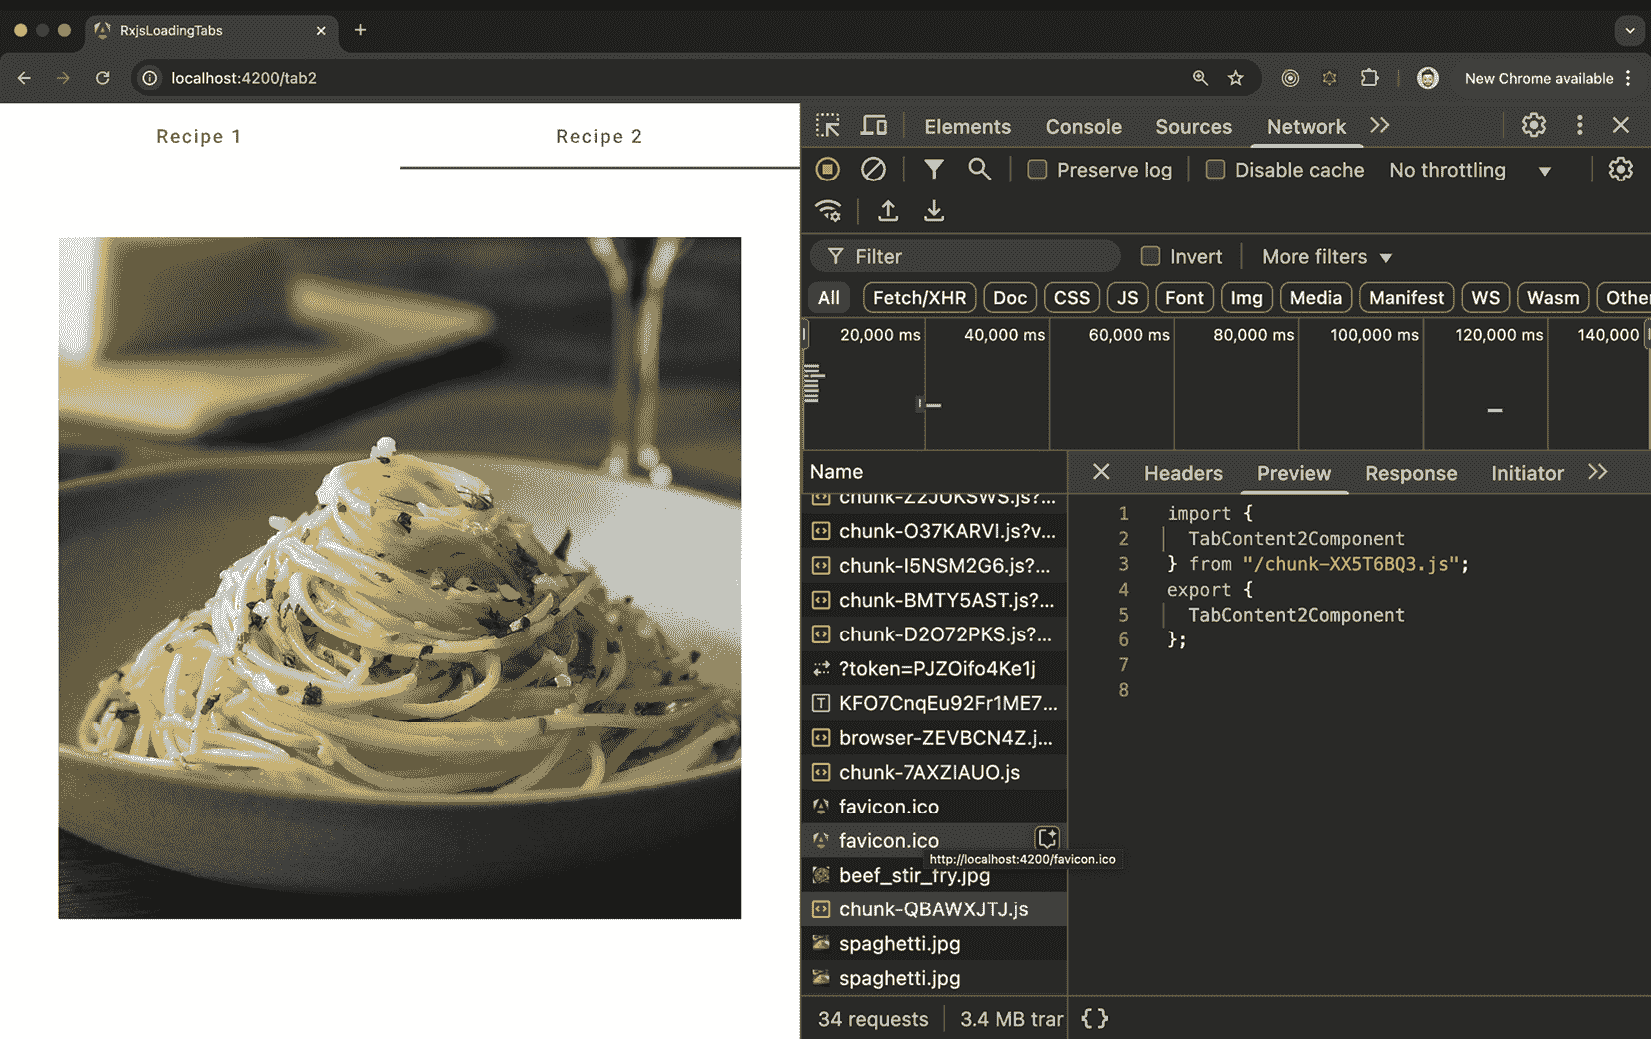 RxjsLoadingTabs
localhost:4200/tab2
New Chrome available
Recipe 1
Recipe 2
Elements
Console
Sources
Network
Preserve log
Disable cache
No throttling
Filter
Invert
More filters
All
Fetch/XHR
Doc
CSS
JS
Font
Img
Media
Manifest
WS
Wasm
Other
20,000 ms
40,000 ms
60,000 ms
80,000 ms
100,000 ms
120,000 ms
140,000
Name
chunk-Z2JUKSWS.js?...
chunk-O37KARVI.js?v...
chunk-I5NSM2G6.js?...
chunk-BMTY5AST.js?...
chunk-D2O72PKS.js?...
?token=PJZOifo4Ke1j
KFO7CnqEu92Fr1ME7...
browser-ZEVBCN4Z.j...
chunk-7AXZIAUO.js
favicon.ico
favicon.ico
http://localhost:4200/favicon.ico
beef_stir_fry.jpg
chunk-QBAWXJTJ.js
spaghetti.jpg
spaghetti.jpg
34 requests
3.4 MB tran
Headers
Preview
Response
Initiator
1 import {
2 TabContent2Component
3 } from "/chunk-XX5T6BQ3.js";
4 export {
5 TabContent2Component
6 };
7
8
{}